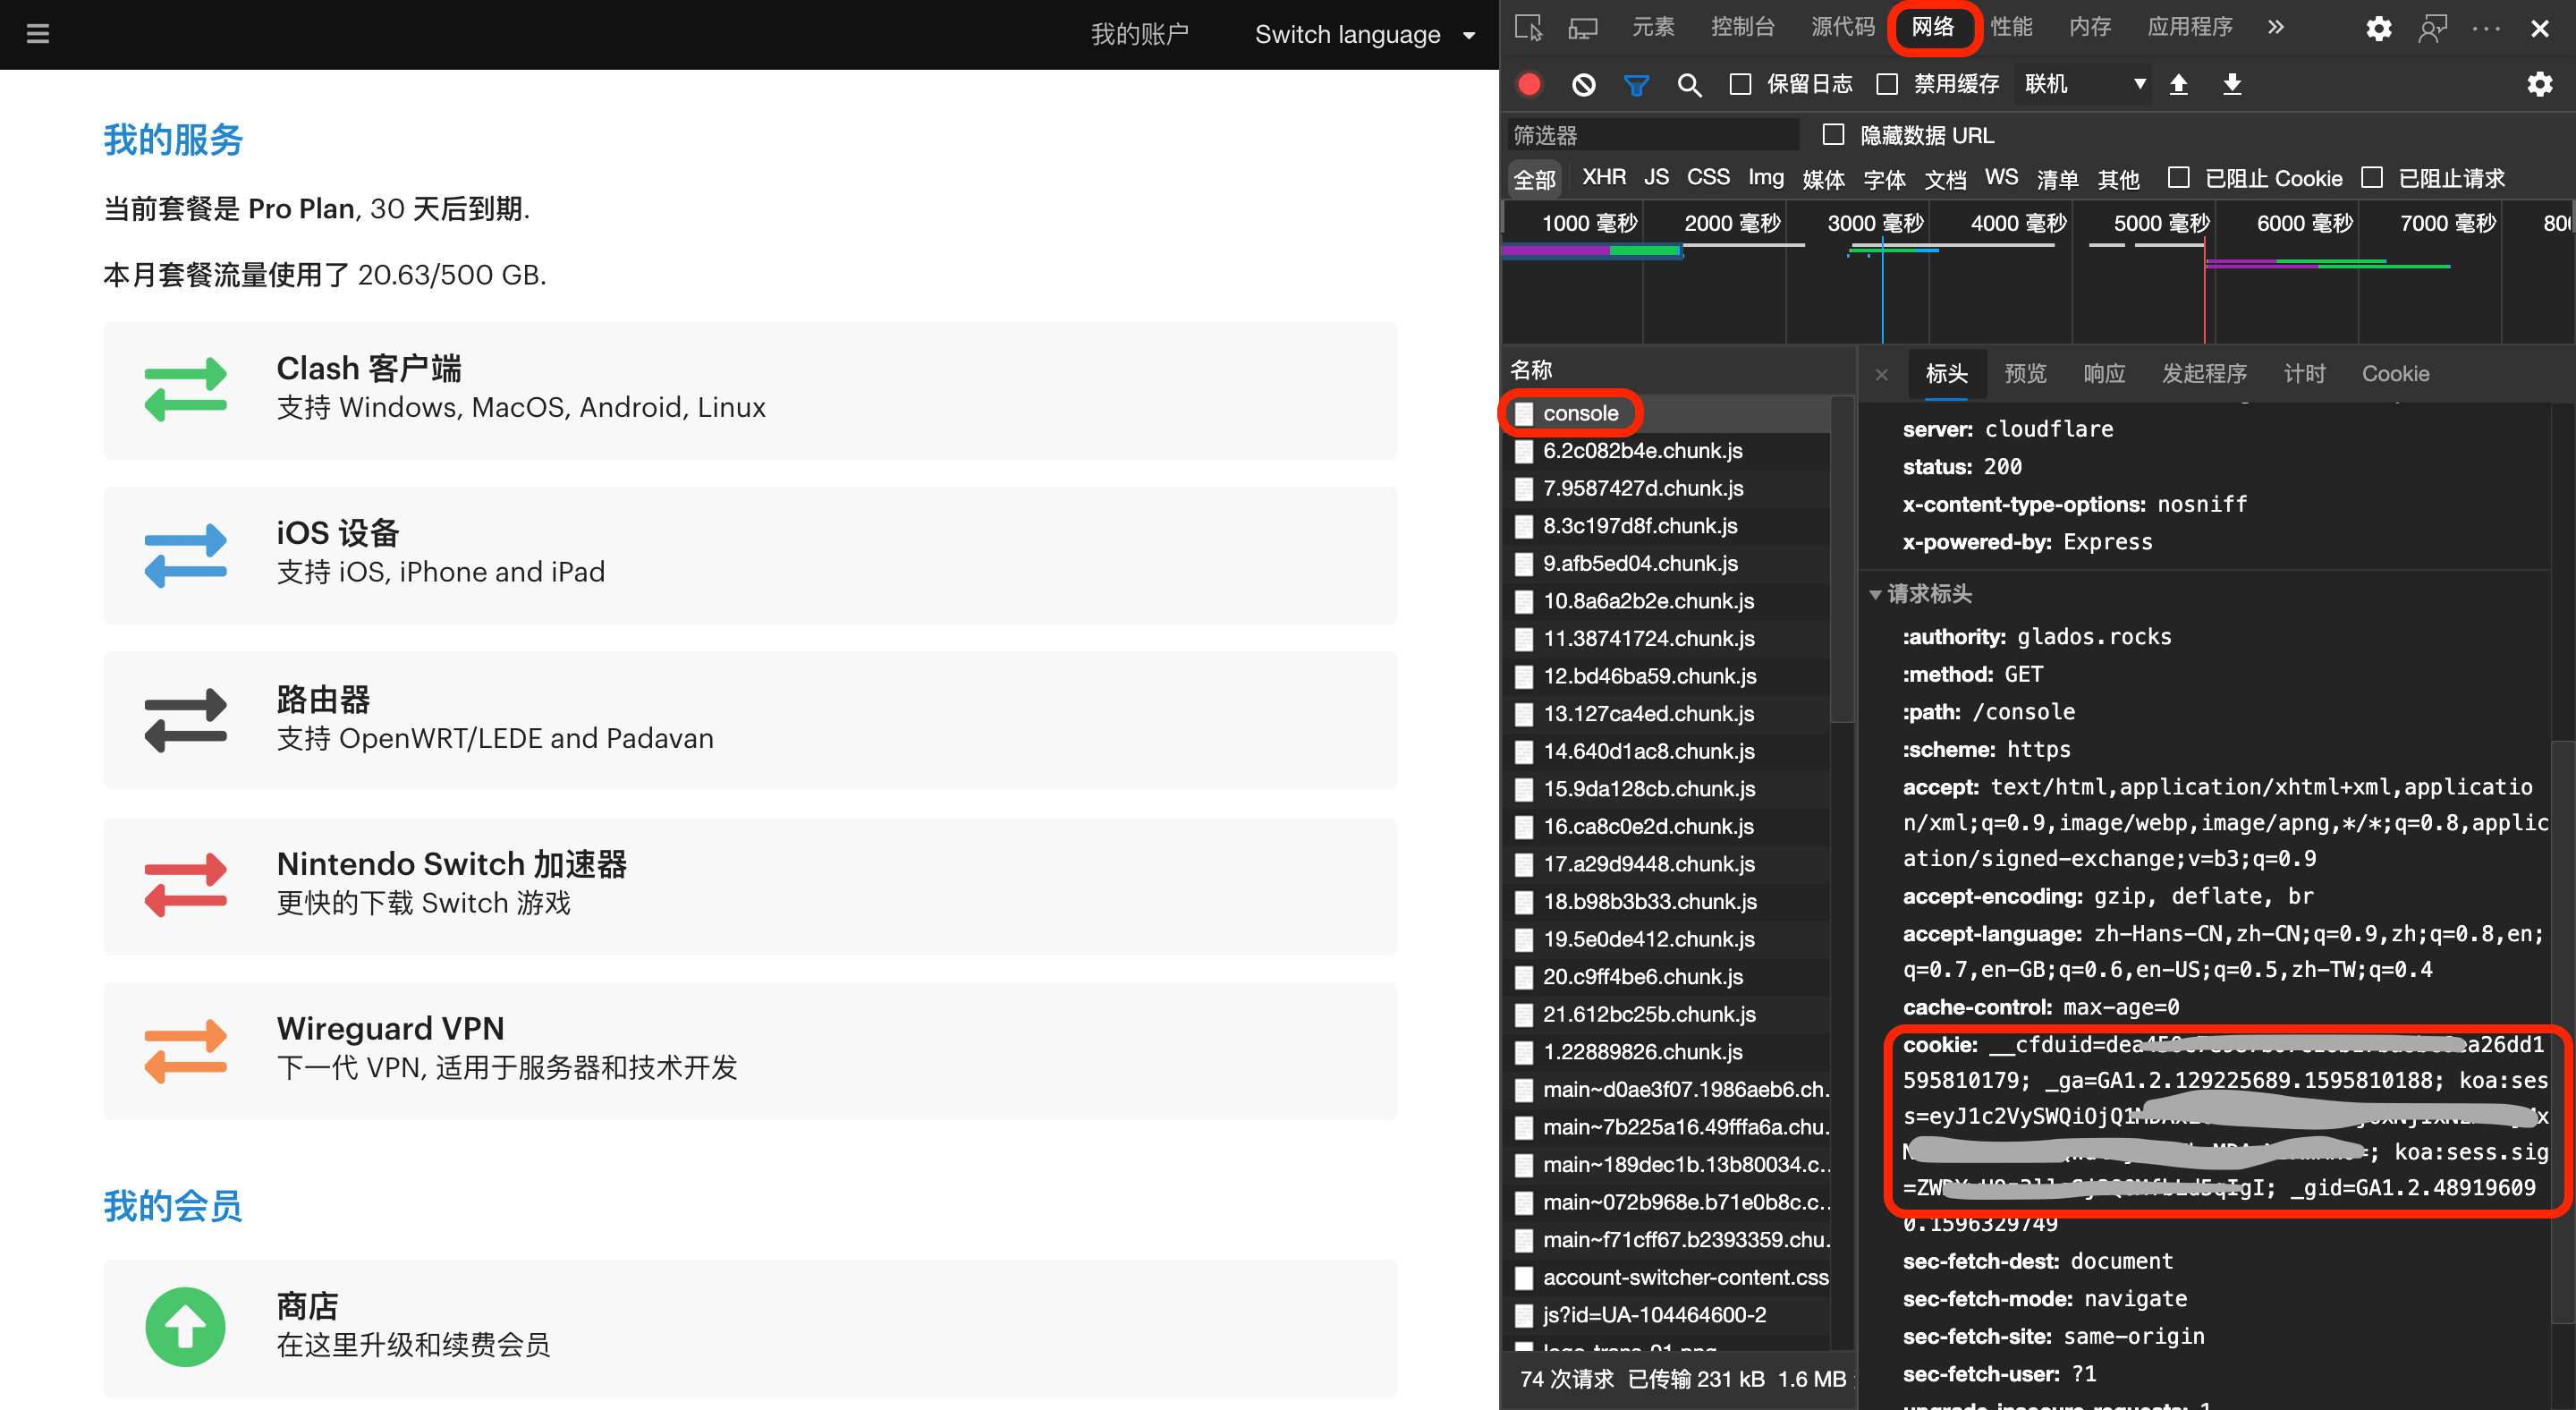 我的账户 Switch language
我的服务
当前套餐是 Pro Plan, 30 天后到期.
本月套餐流量使用了 20.63/500 GB.
Clash 客户端
支持 Windows, MacOS, Android, Linux
iOS 设备
支持 iOS, iPhone and iPad
路由器
支持 OpenWRT/LEDE and Padavan
Nintendo Switch 加速器
更快的下载 Switch 游戏
Wireguard VPN
下一代 VPN, 适用于服务器和技术开发
我的会员
商店
在这里升级和续费会员
元素 控制台 源代码 网络 性能 内存 应用程序
保留日志 禁用缓存 联机
筛选器 隐藏数据 URL
全部 XHR JS CSS Img 媒体 字体 文档 WS 清单 其他 已阻止 Cookie 已阻止请求
1000 毫秒 2000 毫秒 3000 毫秒 4000 毫秒 5000 毫秒 6000 毫秒 7000 毫秒
名称
console
6.2c082b4e.chunk.js
7.9587427d.chunk.js
8.3c197d8f.chunk.js
9.afb5ed04.chunk.js
10.8a6a2b2e.chunk.js
11.38741724.chunk.js
12.bd46ba59.chunk.js
13.127ca4ed.chunk.js
14.640d1ac8.chunk.js
15.9da128cb.chunk.js
16.ca8c0e2d.chunk.js
17.a29d9448.chunk.js
18.b98b3b33.chunk.js
19.5e0de412.chunk.js
20.c9ff4be6.chunk.js
21.612bc25b.chunk.js
1.22889826.chunk.js
main~d0ae3f07.1986aeb6.ch.
main~7b225a16.49fffa6a.chu.
main~189dec1b.13b80034.c..
main~072b968e.b71e0b8c.c..
main~f71cff67.b2393359.chu.
account-switcher-content.css
js?id=UA-104464600-2
74 次请求 已传输 231 kB 1.6 MB
标头 预览 响应 发起程序 计时 Cookie
server: cloudflare
status: 200
x-content-type-options: nosniff
x-powered-by: Express
请求标头
:authority: glados.rocks
:method: GET
:path: /console
:scheme: https
accept: text/html,application/xhtml+xml,applicatio
n/xml;q=0.9,image/webp,image/apng,*/*;q=0.8,applic
ation/signed-exchange;v=b3;q=0.9
accept-encoding: gzip, deflate, br
accept-language: zh-Hans-CN,zh-CN;q=0.9,zh;q=0.8,en;
q=0.7,en-GB;q=0.6,en-US;q=0.5,zh-TW;q=0.4
cache-control: max-age=0
cookie:
595810179; _ga=GA1.2.129225689.1595810188; koa:ses
koa:sess.sig
_gid=GA1.2.48919609
0.1596329749
sec-fetch-dest: document
sec-fetch-mode: navigate
sec-fetch-site: same-origin
sec-fetch-user: ?1